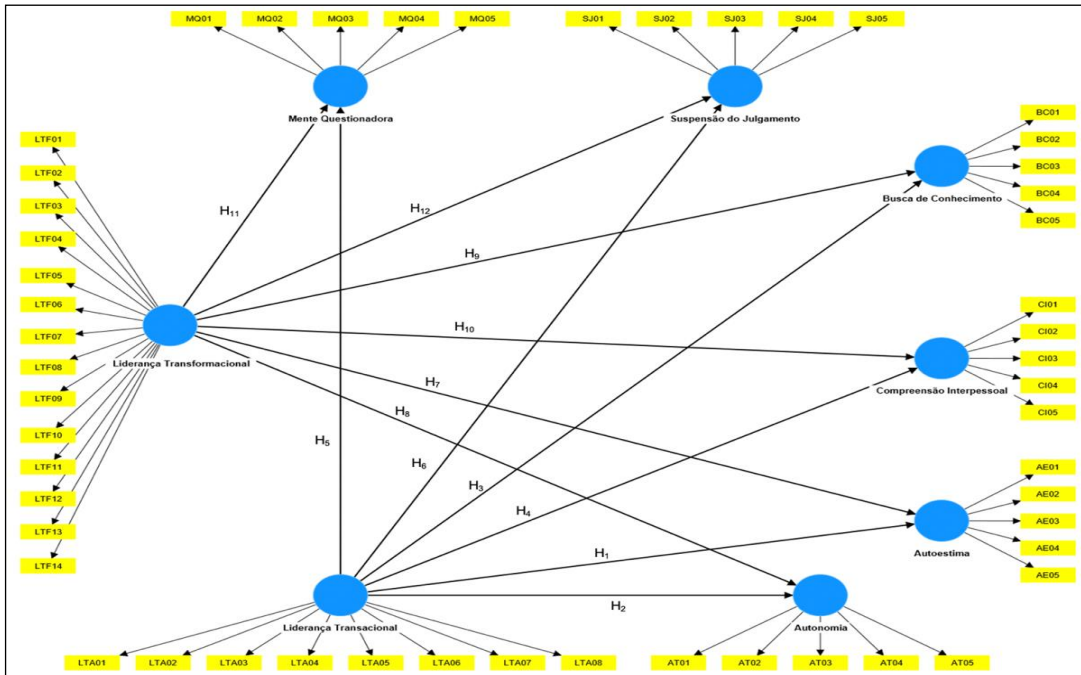 MQ01 MQ02 MQ03 MQ04 MQ05
SJ01 SJ02 SJ03 SJ04 SJ05
Mente Questionadora
Suspensão do Julgamento
BC01
BC02
BC03
BC04
BC05
Busca de Conhecimento
LTF01
LTF02
LTF03
LTF04
LTF05
LTF06
LTF07
LTF08
LTF09
LTF10
LTF11
LTF12
LTF13
LTF14
Liderança Transformacional
H₁₁
H₁₂
H₉
H₁₀
H₇
H₈
H₅
H₆
H₃
H₄
H₁
H₂
CI01
CI02
CI03
CI04
CI05
Compreensão Interpessoal
AE01
AE02
AE03
AE04
AE05
Autoestima
Liderança Transacional
Autonomia
LTA01 LTA02 LTA03 LTA04 LTA05 LTA06 LTA07 LTA08
AT01 AT02 AT03 AT04 AT05